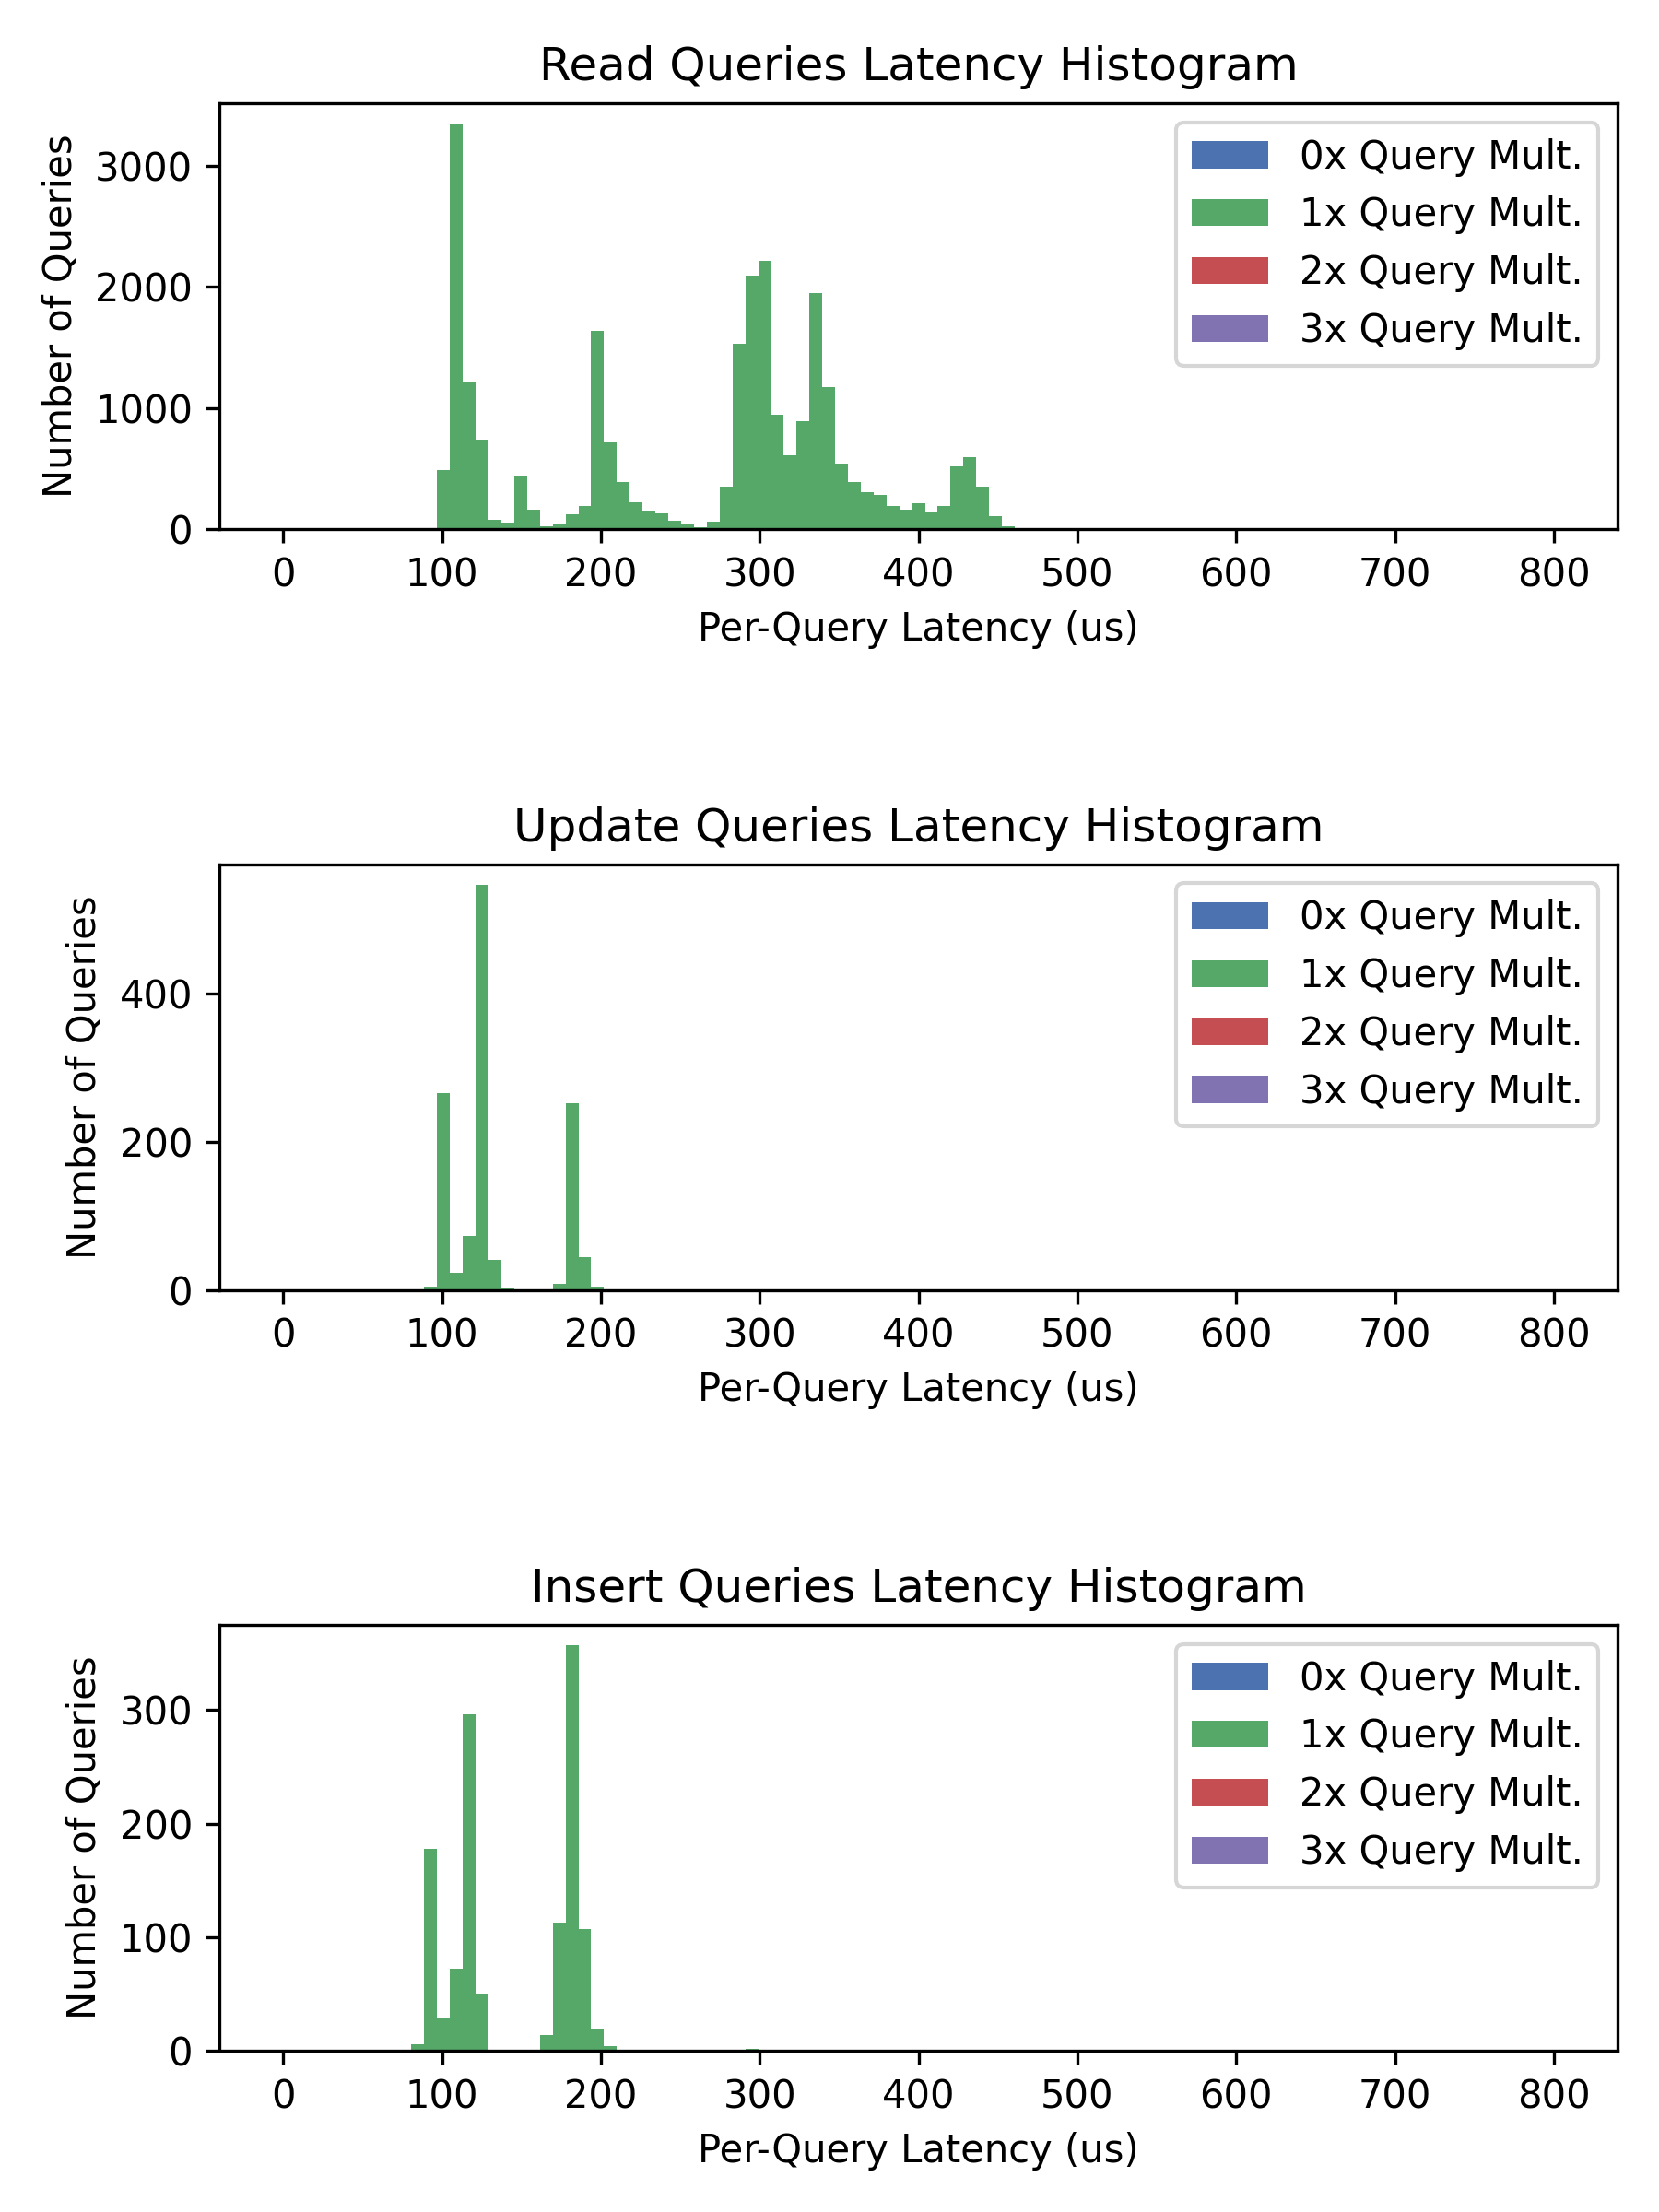 Read Queries Latency Histogram
Number of Queries
3000
2000
1000
0
0x Query Mult.
1x Query Mult.
2x Query Mult.
3x Query Mult.
0 100 200 300 400 500 600 700 800
Per-Query Latency (us)
Update Queries Latency Histogram
Number of Queries
400
200
0
0x Query Mult.
1x Query Mult.
2x Query Mult.
3x Query Mult.
0 100 200 300 400 500 600 700 800
Per-Query Latency (us)
Insert Queries Latency Histogram
Number of Queries
300
200
100
0
0x Query Mult.
1x Query Mult.
2x Query Mult.
3x Query Mult.
0 100 200 300 400 500 600 700 800
Per-Query Latency (us)